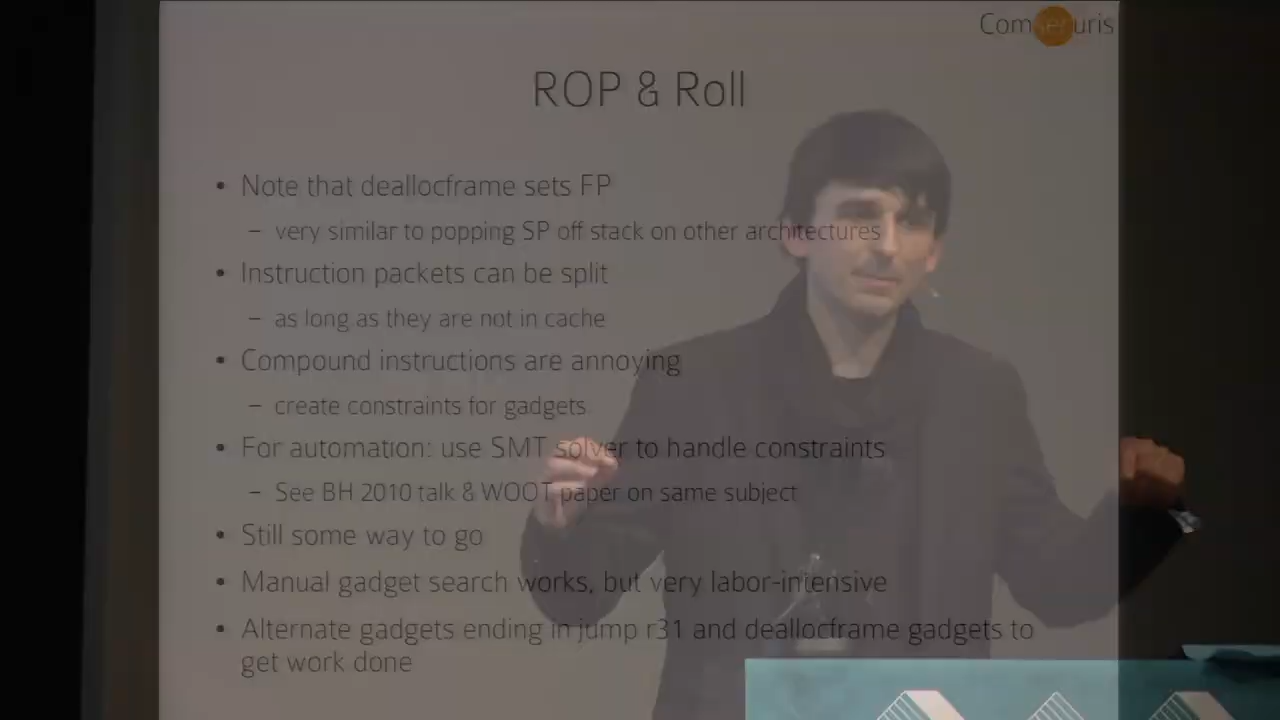 Comsecuris
ROP & Roll
• Note that deallocframe sets FP
– very similar to popping SP off stack on other architectures
• Instruction packets can be split
– as long as they are not in cache
• Compound instructions are annoying
– create constraints for gadgets
• For automation: use SMT solver to handle constraints
– See BH 2010 talk & WOOT paper on same subject
• Still some way to go
• Manual gadget search works, but very labor-intensive
• Alternate gadgets ending in jump r31 and deallocframe gadgets to
get work done